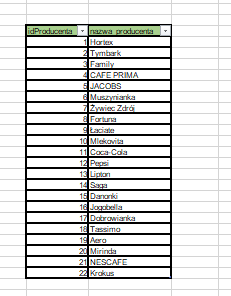 idProducenta nazwa_producenta
1 Hortex
2 Tymbark
3 Family
4 CAFE PRIMA
5 JACOBS
6 Muszynianka
7 Żywiec Zdrój
8 Fortuna
9 Łaciate
10 Mlekovita
11 Coca-Cola
12 Pepsi
13 Lipton
14 Saga
15 Danonki
16 Jogobella
17 Dobrowianka
18 Tassimo
19 Aero
20 Mirinda
21 NESCAFE
22 Krokus